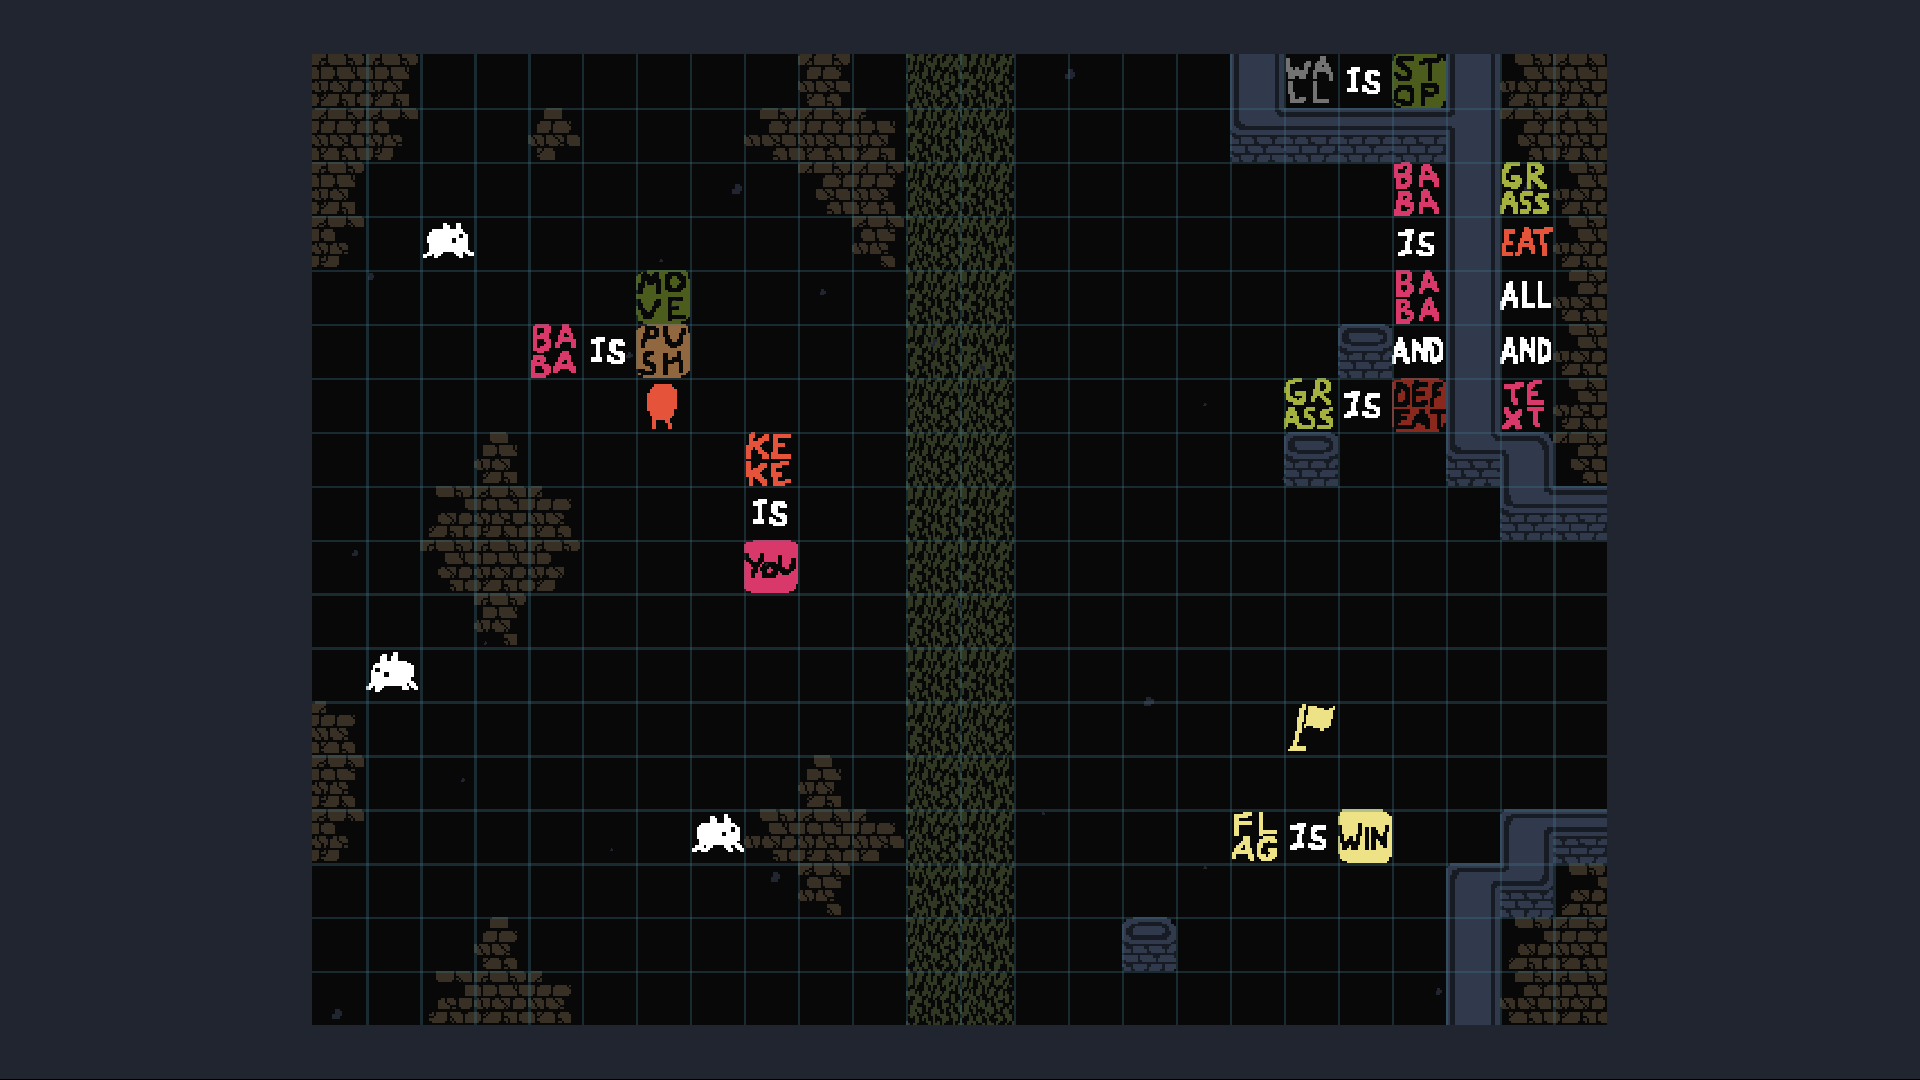 WALL IS STOP
BABA GRASS
IS EAT
MOVE BABA ALL
BABA IS PUSH AND AND
GRASS IS DEFEAT TEXT
KEKE
IS
YOU
FLAG IS WIN